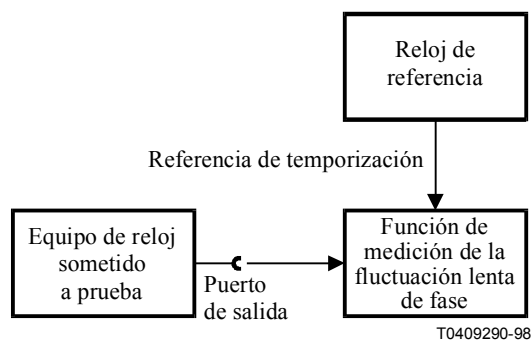 Reloj de
referencia
Referencia de temporización
Equipo de reloj
sometido
a prueba
Puerto
de salida
Función de
medición de la
fluctuación lenta
de fase
T0409290-98